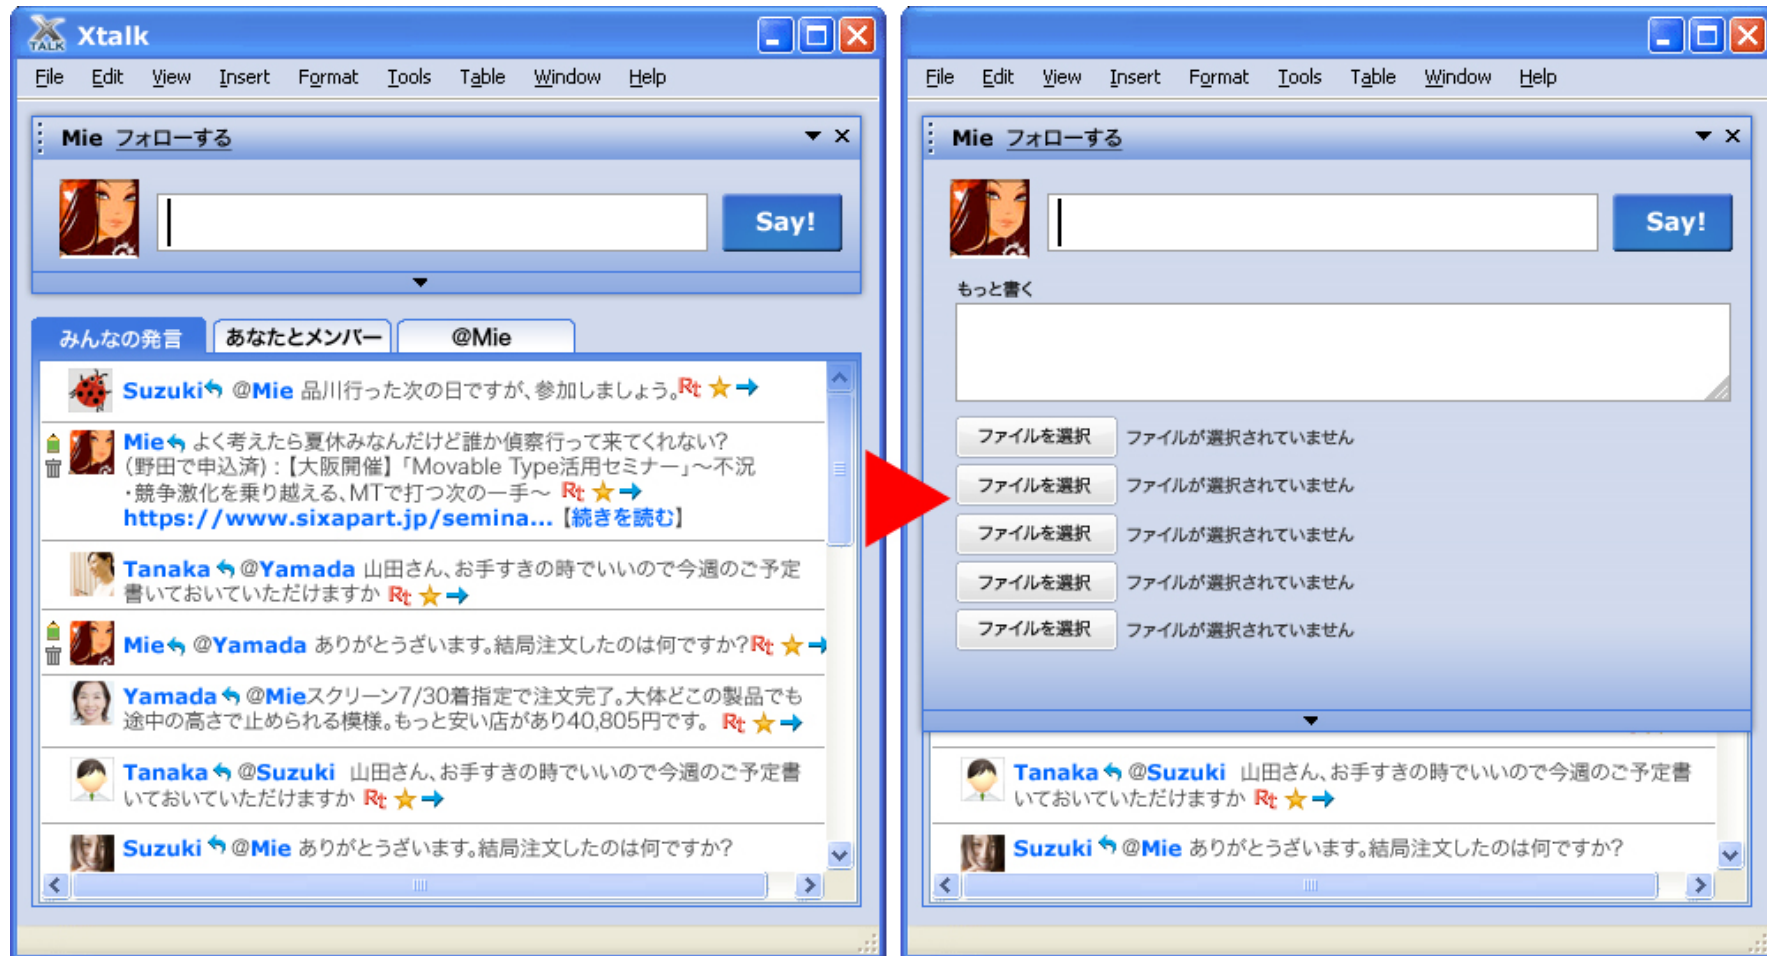 X TALK Xtalk
File Edit View Insert Format Tools Table Window Help
Mie フォローする
Say!
みんなの発言 あなたとメンバー @Mie
Suzuki @Mie 品川行った次の日ですが、参加しましょう。Rt
Mie よく考えたら夏休みなんだけど誰か偵察行って来てくれない?
(野田で申込済):【大阪開催】「Movable Type活用セミナー」～不況
・競争激化を乗り越える、MTで打つ次の一手～ Rt
https://www.sixapart.jp/semina... 【続きを読む】
Tanaka @Yamada 山田さん、お手すきの時でいいので今週のご予定
書いておいていただけますか Rt
Mie @Yamada ありがとうざいます。結局注文したのは何ですか?Rt
Yamada @Mieスクリーン7/30着指定で注文完了。大体どこの製品でも
途中の高さで止められる模様。もっと安い店があり40,805円です。 Rt
Tanaka @Suzuki 山田さん、お手すきの時でいいので今週のご予定書
いておいていただけますか Rt
Suzuki @Mie ありがとうざいます。結局注文したのは何ですか?
File Edit View Insert Format Tools Table Window Help
Mie フォローする
Say!
もっと書く
ファイルを選択 ファイルが選択されていません
ファイルを選択 ファイルが選択されていません
ファイルを選択 ファイルが選択されていません
ファイルを選択 ファイルが選択されていません
ファイルを選択 ファイルが選択されていません
Tanaka @Suzuki 山田さん、お手すきの時でいいので今週のご予定書
いておいていただけますか Rt
Suzuki @Mie ありがとうざいます。結局注文したのは何ですか?